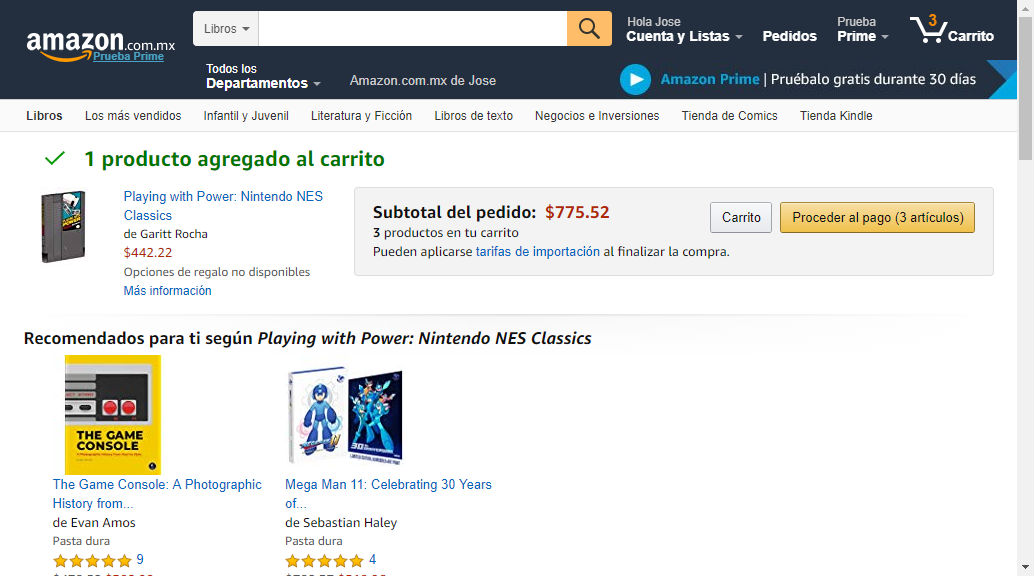 amazon.com.mx
Prueba Prime
Libros
Hola Jose
Cuenta y Listas
Pedidos
Prueba
Prime
3
Carrito
Todos los
Departamentos
Amazon.com.mx de Jose
Amazon Prime | Pruébalo gratis durante 30 días
Libros
Los más vendidos
Infantil y Juvenil
Literatura y Ficción
Libros de texto
Negocios e Inversiones
Tienda de Comics
Tienda Kindle
1 producto agregado al carrito
Playing with Power: Nintendo NES
Classics
de Garitt Rocha
$442.22
Opciones de regalo no disponibles
Más información
Subtotal del pedido: $775.52
3 productos en tu carrito
Pueden aplicarse tarifas de importación al finalizar la compra.
Carrito
Proceder al pago (3 artículos)
Recomendados para ti según Playing with Power: Nintendo NES Classics
THE GAME
CONSOLE
The Game Console: A Photographic
History from...
de Evan Amos
Pasta dura
9
Mega Man 11: Celebrating 30 Years
of...
de Sebastian Haley
Pasta dura
4